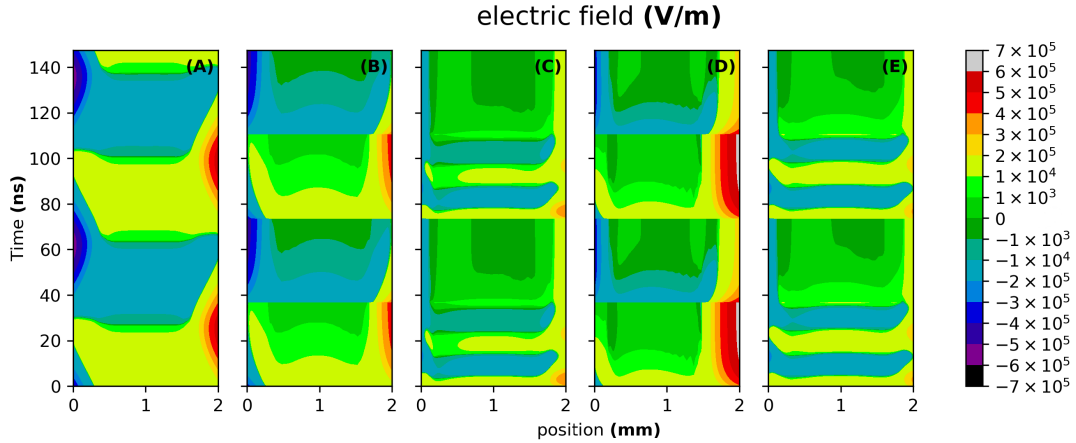 electric field (V/m)
(A) (B) (C) (D) (E)
Time (ns)
140
120
100
80
60
40
20
0
0 1 2 0 1 2 0 1 2 0 1 2 0 1 2
position (mm)
7 × 10⁵
6 × 10⁵
5 × 10⁵
4 × 10⁵
3 × 10⁵
2 × 10⁵
1 × 10⁴
1 × 10³
0
−1 × 10³
−1 × 10⁴
−2 × 10⁵
−3 × 10⁵
−4 × 10⁵
−5 × 10⁵
−6 × 10⁵
−7 × 10⁵